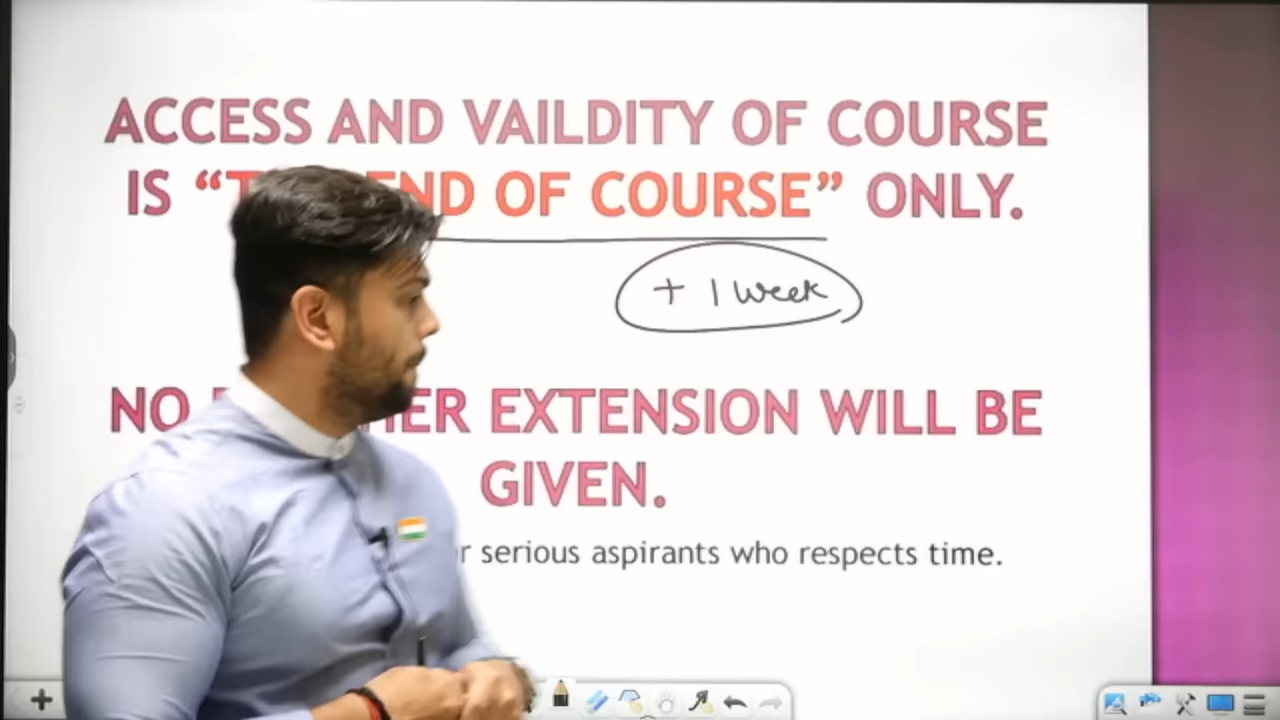 ACCESS AND VAILDITY OF COURSE
IS “ END OF COURSE” ONLY.
+ 1 week
NO EXTENSION WILL BE
GIVEN.
serious aspirants who respects time.